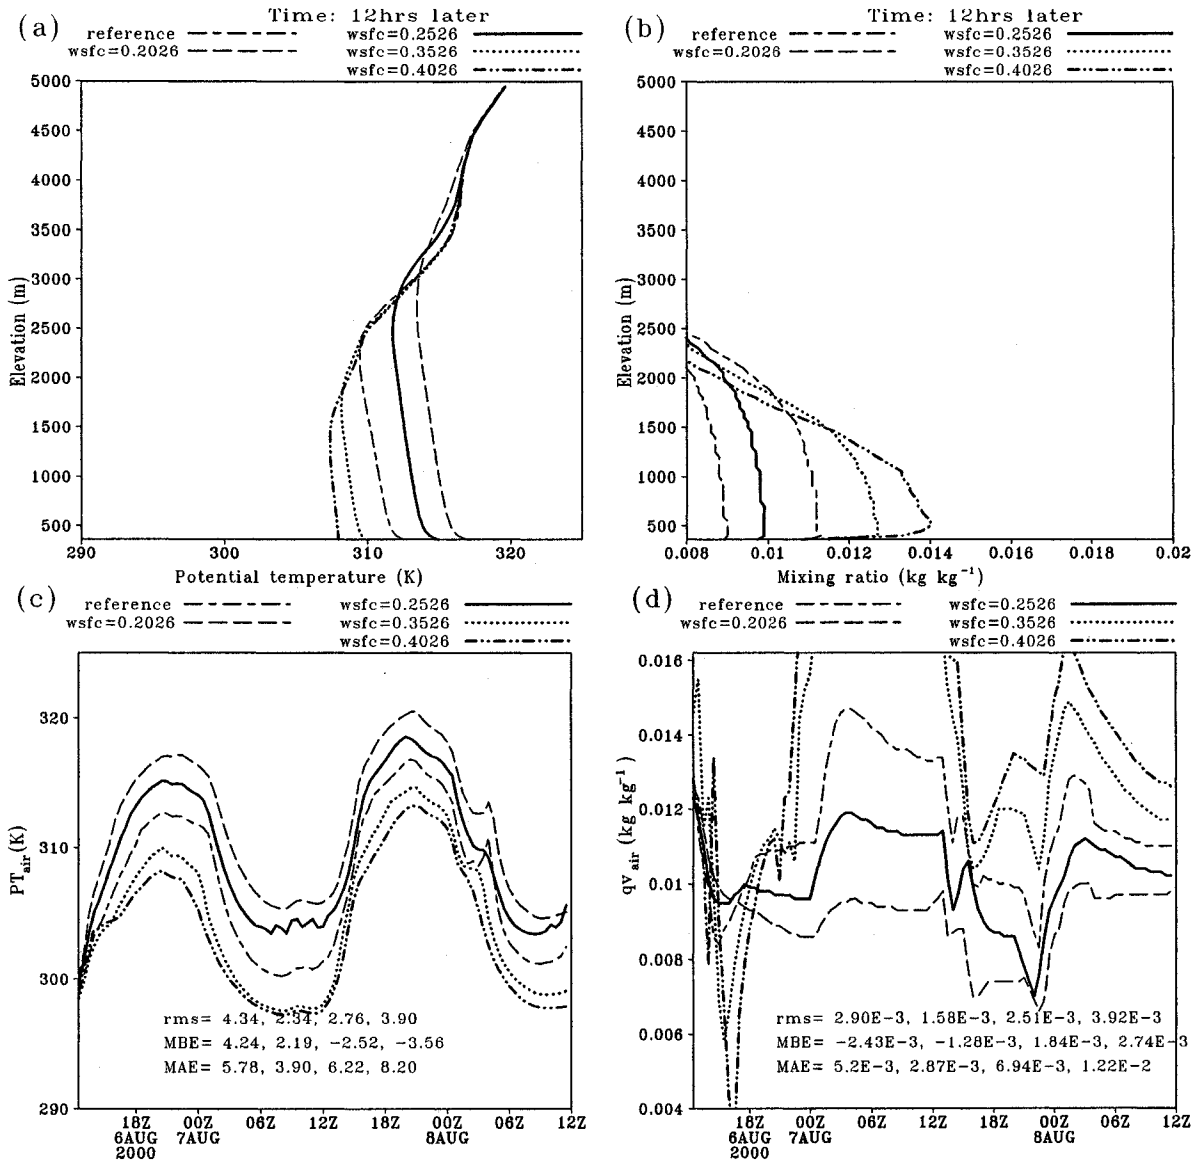 (a)
Time: 12hrs later
reference
wsfc=0.2026
wsfc=0.2526
wsfc=0.3526
wsfc=0.4026
5000
4500
4000
3500
3000
2500
2000
1500
1000
500
Elevation (m)
290
300
310
320
Potential temperature (K)
(b)
Time: 12hrs later
reference
wsfc=0.2026
wsfc=0.2526
wsfc=0.3526
wsfc=0.4026
5000
4500
4000
3500
3000
2500
2000
1500
1000
500
Elevation (m)
0.008
0.01
0.012
0.014
0.016
0.018
0.02
Mixing ratio (kg kg⁻¹)
(c)
reference
wsfc=0.2026
wsfc=0.2526
wsfc=0.3526
wsfc=0.4026
320
310
300
290
PTair(K)
rms= 4.34, 2.34, 2.76, 3.90
MBE= 4.24, 2.19, -2.52, -3.56
MAE= 5.78, 3.90, 6.22, 8.20
18Z 00Z 06Z 12Z 18Z 00Z 06Z 12Z
6AUG 7AUG 8AUG
2000
(d)
reference
wsfc=0.2026
wsfc=0.2526
wsfc=0.3526
wsfc=0.4026
0.016
0.014
0.012
0.01
0.008
0.006
0.004
qvair(kg kg⁻¹)
rms= 2.90E-3, 1.58E-3, 2.51E-3, 3.92E-3
MBE= -2.43E-3, -1.28E-3, 1.84E-3, 2.74E-3
MAE= 5.2E-3, 2.87E-3, 6.94E-3, 1.22E-2
18Z 00Z 06Z 12Z 18Z 00Z 06Z 12Z
6AUG 7AUG 8AUG
2000